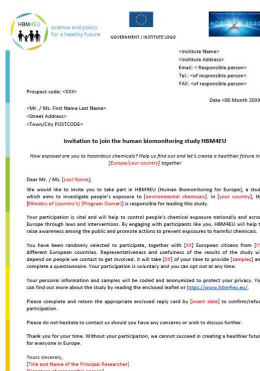 HBM4EU
science and policy
for a healthy future
GOVERNMENT / INSTITUTE LOGO
HORIZON 2020
<Institute Name>
<Institute Address>
Email: < Responsible person>
Tel.: <of responsible person>
FAX: <of responsible person>
Prospect code: <XXX>
Date <00 Month 20XX
<Mr. / Ms. First Name Last Name>
<Street Address>
<Town/City POSTCODE>
Invitation to join the human biomonitoring study HBM4EU
How exposed are you to hazardous chemicals? Help us find out and let's create a healthier future in
[Europe/your country] together
Dear Mr. / Ms. [Last Name],
We would like to invite you to take part in HBM4EU (Human Biomonitoring for Europe), a stud
which aims to investigate people's exposure to [environmental chemicals]. In [your country], th
[Ministry of [country's) (Program Owner)] is responsible for leading this study.
Your participation is vital and will help to control people's chemical exposure nationally and acro
Europe through laws and interventions. By engaging with participants like you, HBM4EU will help t
raise awareness among the public and promote actions to prevent exposures to harmful chemicals.
You have been randomly selected to participate, together with [XX] European citizens from [Y
different European countries. Representativeness and usefulness of the results of the study w
depend on people we contact to get involved. It will take [XX] of your time to provide [samples] an
complete a questionnaire. Your participation is voluntary and you can opt out at any time.
Your personal information and samples will be coded and anonymized to protect your privacy. Yo
can find out more about the study by reading the enclosed leaflet or https://www.hbm4eu.eu/.
Please complete and return the appropriate enclosed reply card by [insert date] to confirm/refus
participation.
Please do not hesitate to contact us should you have any concerns or wish to discuss further.
Thank you for your time. Without your participation, we cannot succeed in creating a healthier futur
for everyone in Europe.
Yours sincerely,
[Title and Name of the Principal Researcher]
[Signature of responsible person]